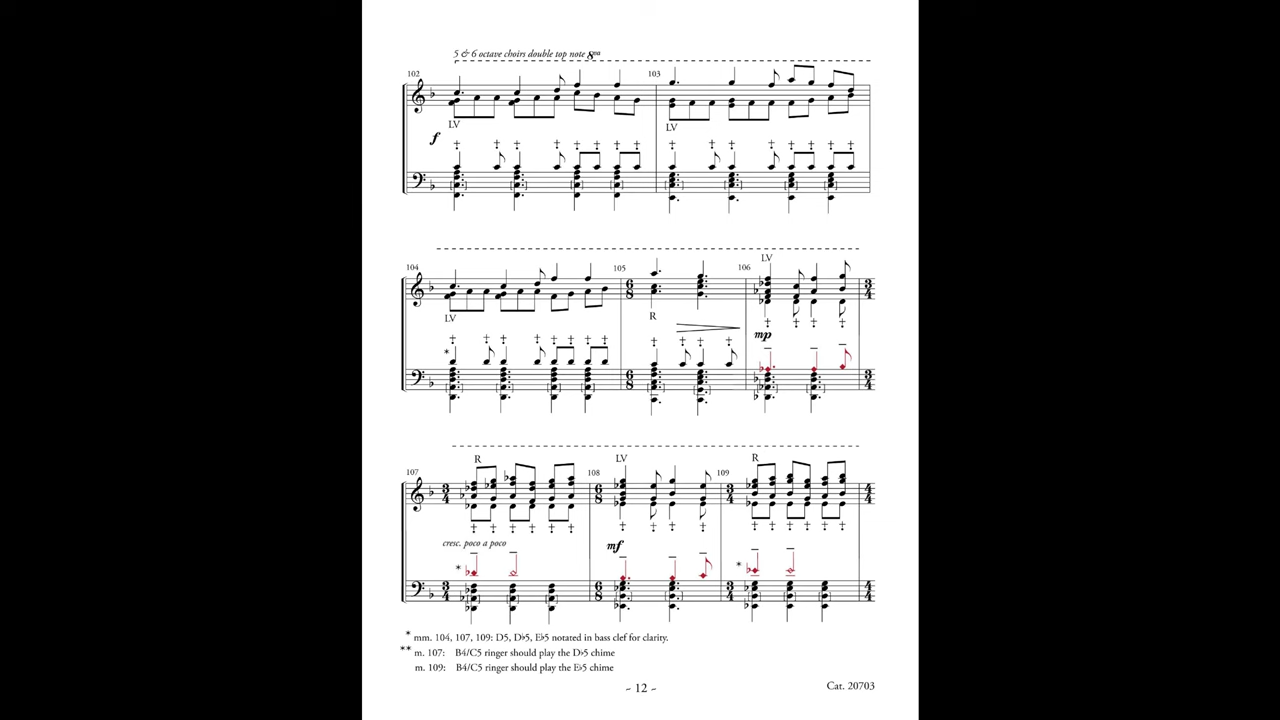 5 & 6 octave choirs double top note 8va
102
103
LV
LV
f
104
105
106
LV
LV
R
mp
107
R
108
LV
109
R
cresc. poco a poco
mf
* mm. 104, 107, 109: D5, D♭5, E♭5 notated in bass clef for clarity.
** m. 107: B4/C5 ringer should play the D♭5 chime
m. 109: B4/C5 ringer should play the E♭5 chime
- 12 -
Cat. 20703